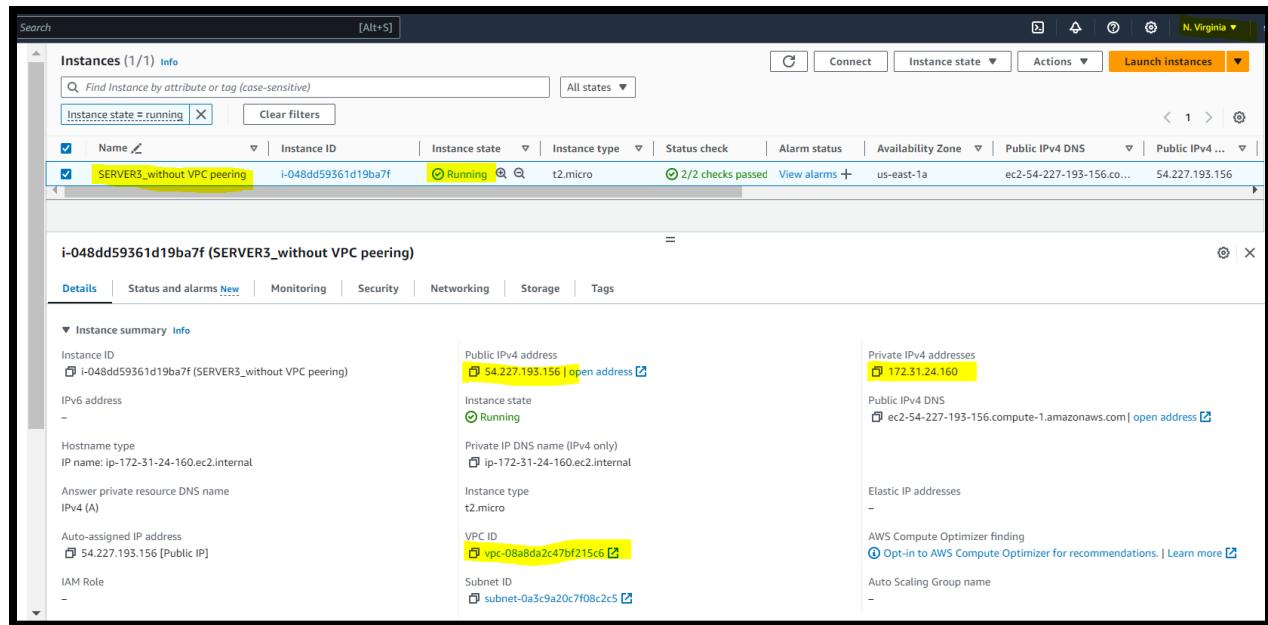 Search [Alt+S] N. Virginia
Instances (1/1) Info Connect Instance state Actions Launch instances
Find Instance by attribute or tag (case-sensitive) All states
Instance state = running Clear filters 1
Name Instance ID Instance state Instance type Status check Alarm status Availability Zone Public IPv4 DNS Public IPv4 ...
SERVER3_without VPC peering i-048dd59361d19ba7f Running t2.micro 2/2 checks passed View alarms + us-east-1a ec2-54-227-193-156.co... 54.227.193.156
i-048dd59361d19ba7f (SERVER3_without VPC peering)
Details Status and alarms New Monitoring Security Networking Storage Tags
Instance summary Info
Instance ID Public IPv4 address Private IPv4 addresses
i-048dd59361d19ba7f (SERVER3_without VPC peering) 54.227.193.156 | open address 172.31.24.160
IPv6 address Instance state Public IPv4 DNS
– Running ec2-54-227-193-156.compute-1.amazonaws.com | open address
Hostname type Private IP DNS name (IPv4 only)
IP name: ip-172-31-24-160.ec2.internal ip-172-31-24-160.ec2.internal
Answer private resource DNS name Instance type Elastic IP addresses
IPv4 (A) t2.micro –
Auto-assigned IP address VPC ID AWS Compute Optimizer finding
54.227.193.156 [Public IP] vpc-08a8da2c47bf215c6 Opt-in to AWS Compute Optimizer for recommendations. | Learn more
IAM Role Subnet ID Auto Scaling Group name
– subnet-0a3c9a20c7f08c2c5 –